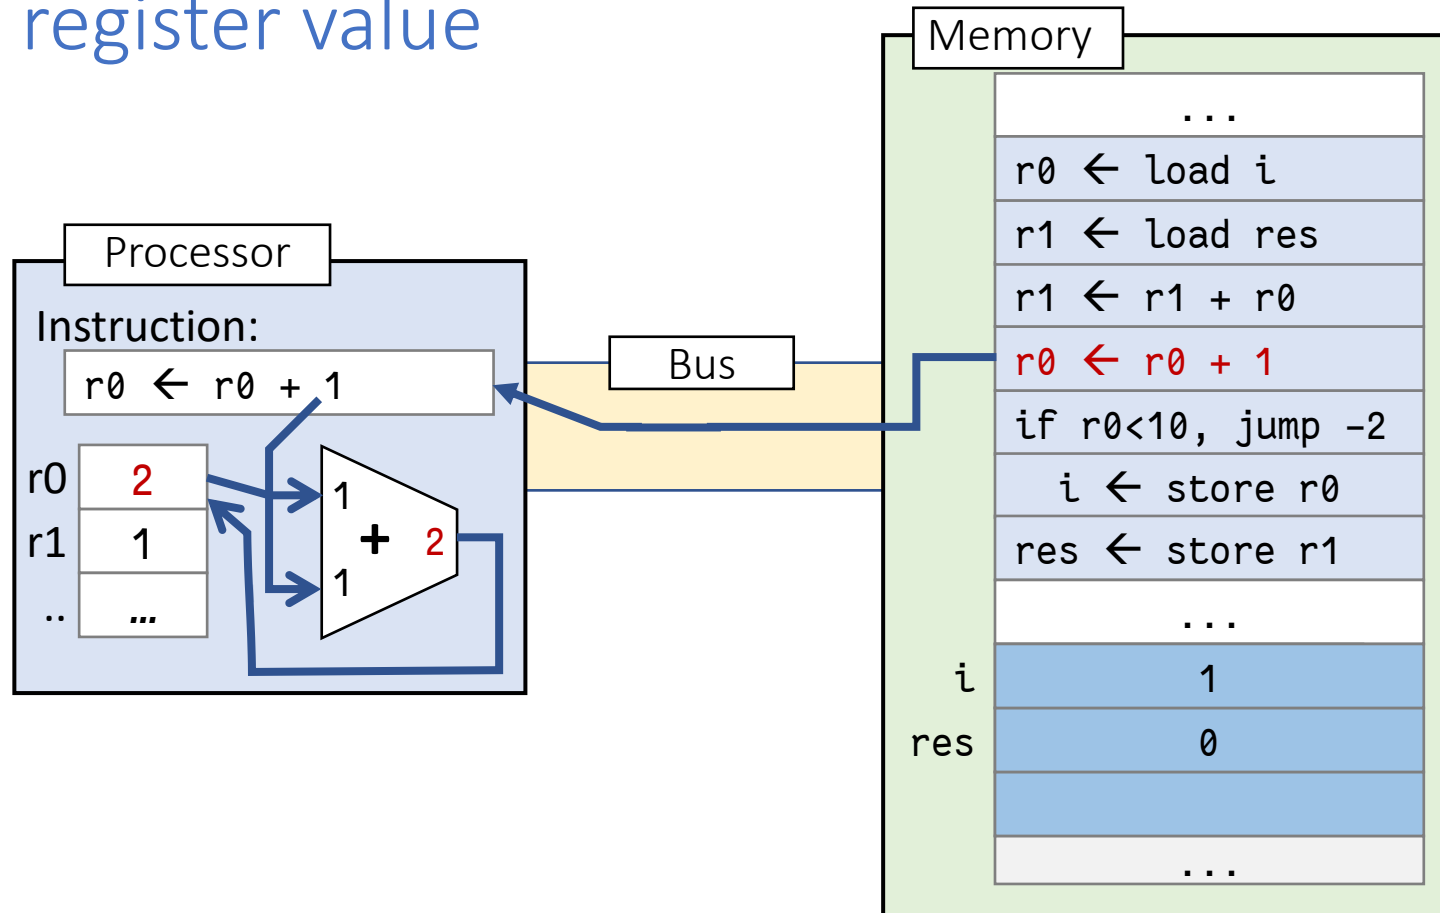 register value
Memory
...
r0 ← load i
r1 ← load res
r1 ← r1 + r0
r0 ← r0 + 1
if r0<10, jump -2
i ← store r0
res ← store r1
...
i 1
res 0
...
Bus
Processor
Instruction:
r0 ← r0 + 1
r0 2
r1 1
.. ...
1
+ 2
1